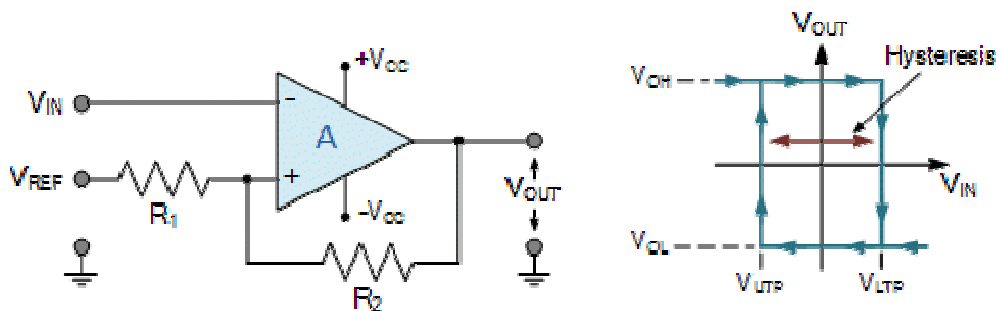 +VCC
VIN
-
A
VREF
+
R1
-VCC
VOUT
R2
VOUT
Hysteresis
VOH
VIN
VOL
VUTP
VLTP